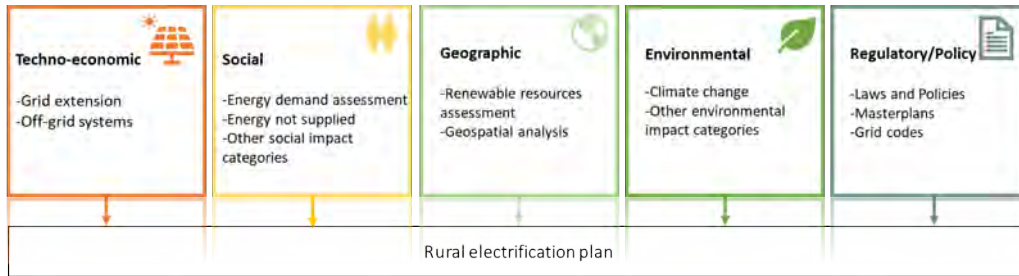 Techno-economic
-Grid extension
-Off-grid systems
Social
-Energy demand assessment
-Energy not supplied
-Other social impact
categories
Geographic
-Renewable resources
assessment
-Geospatial analysis
Environmental
-Climate change
-Other environmental
impact categories
Regulatory/Policy
-Laws and Policies
-Masterplans
-Grid codes
Rural electrification plan